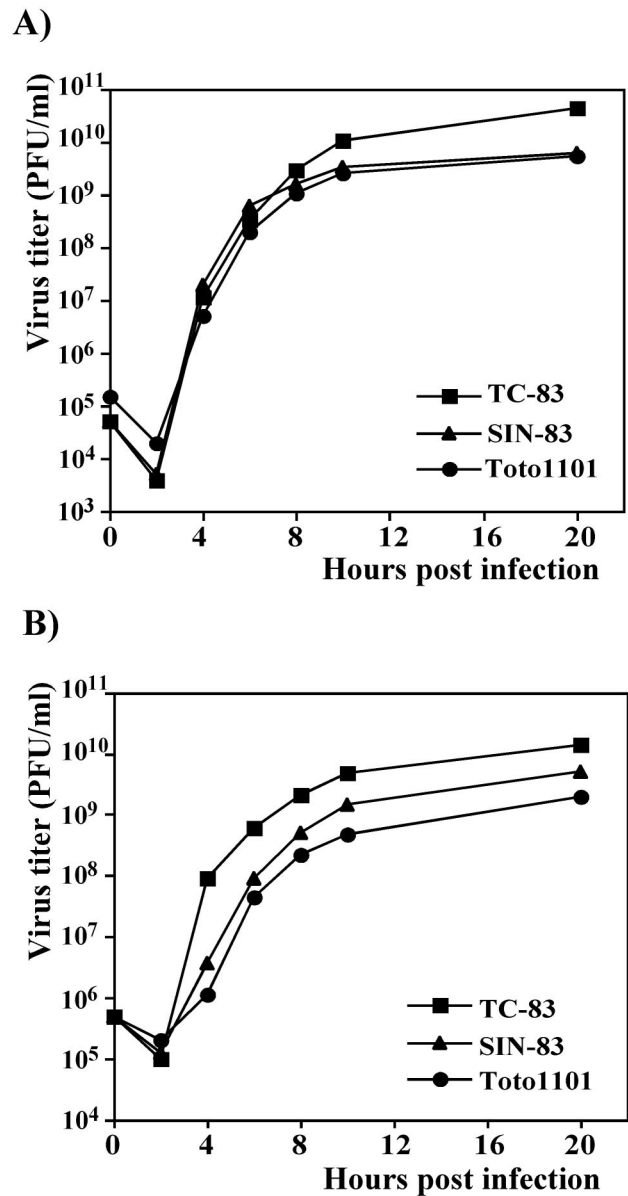 A)
Virus titer (PFU/ml)
10¹¹
10¹⁰
10⁹
10⁸
10⁷
10⁶
10⁵
10⁴
10³
TC-83
SIN-83
Toto1101
0 4 8 12 16 20
Hours post infection
B)
Virus titer (PFU/ml)
10¹¹
10¹⁰
10⁹
10⁸
10⁷
10⁶
10⁵
10⁴
TC-83
SIN-83
Toto1101
0 4 8 12 16 20
Hours post infection